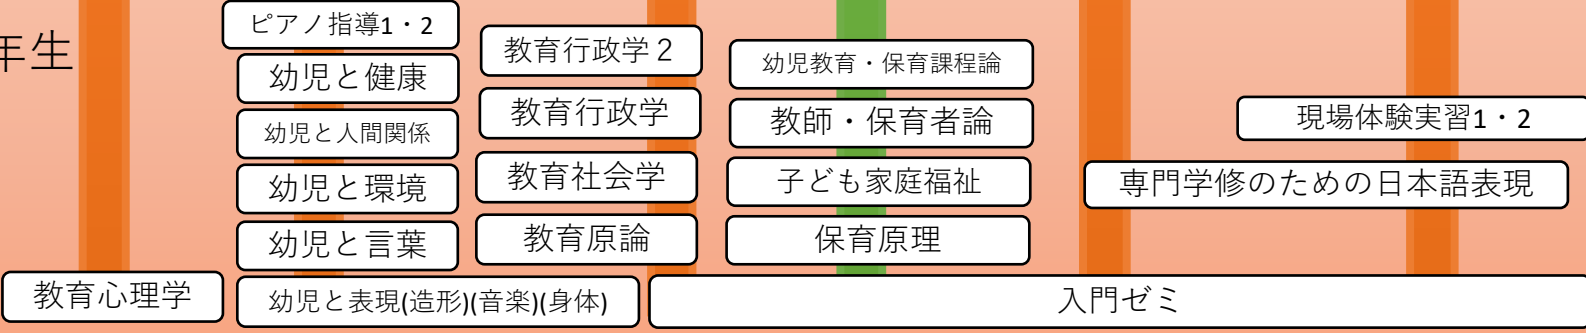 年生
ピアノ指導1・2
幼児と健康
幼児と人間関係
幼児と環境
幼児と言葉
幼児と表現(造形)(音楽)(身体)
教育心理学
教育行政学２
教育行政学
教育社会学
教育原論
幼児教育・保育課程論
教師・保育者論
子ども家庭福祉
保育原理
入門ゼミ
現場体験実習1・2
専門学修のための日本語表現